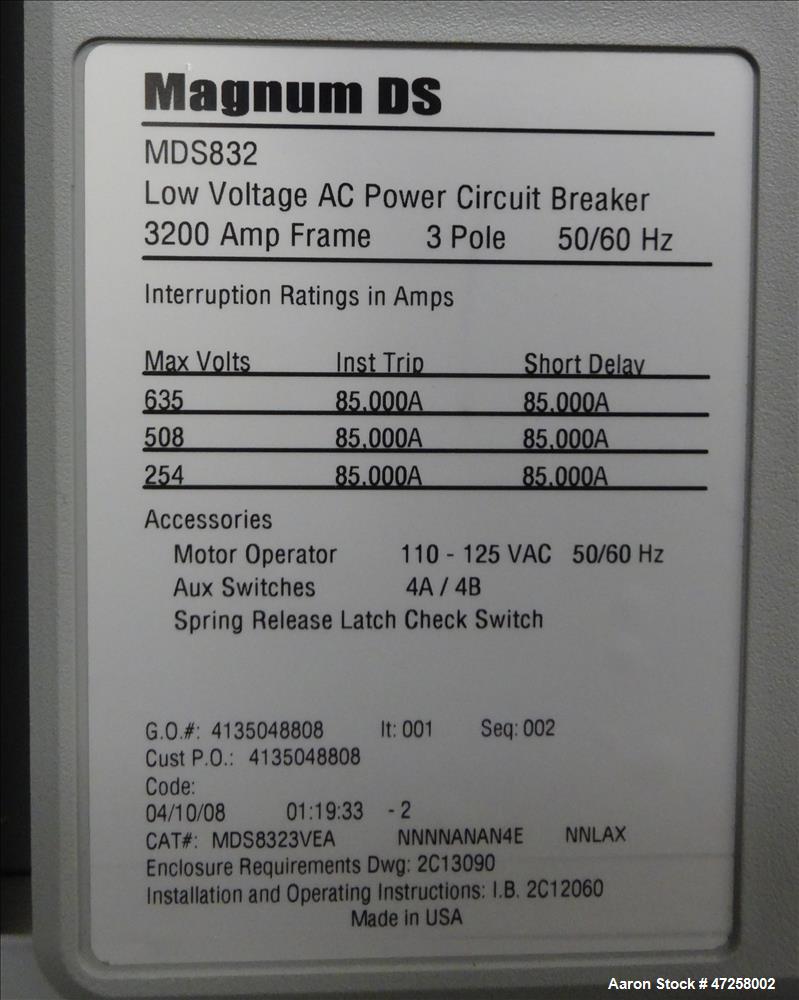 Magnum DS
MDS832
Low Voltage AC Power Circuit Breaker
3200 Amp Frame 3 Pole 50/60 Hz
Interruption Ratings in Amps
Max Volts Inst Trip Short Delay
635 85,000A 85,000A
508 85,000A 85,000A
254 85,000A 85,000A
Accessories
Motor Operator 110 - 125 VAC 50/60 Hz
Aux Switches 4A / 4B
Spring Release Latch Check Switch
G.O.#: 4135048808 It: 001 Seq: 002
Cust P.O.: 4135048808
Code:
04/10/08 01:19:33 - 2
CAT#: MDS8323VEA NNNNANAN4E NNLAX
Enclosure Requirements Dwg: 2C13090
Installation and Operating Instructions: I.B. 2C12060
Made in USA
Aaron Stock # 47258002